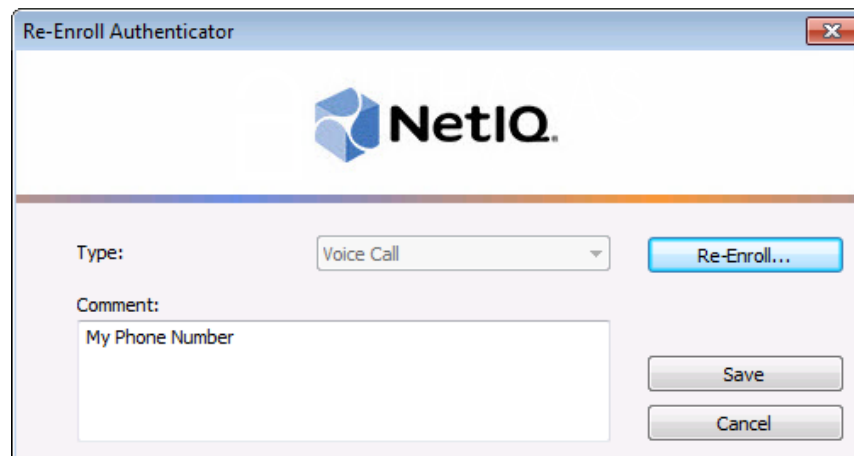 Re-Enroll Authenticator
NetIQ.
Type:
Voice Call
Re-Enroll...
Comment:
My Phone Number
Save
Cancel